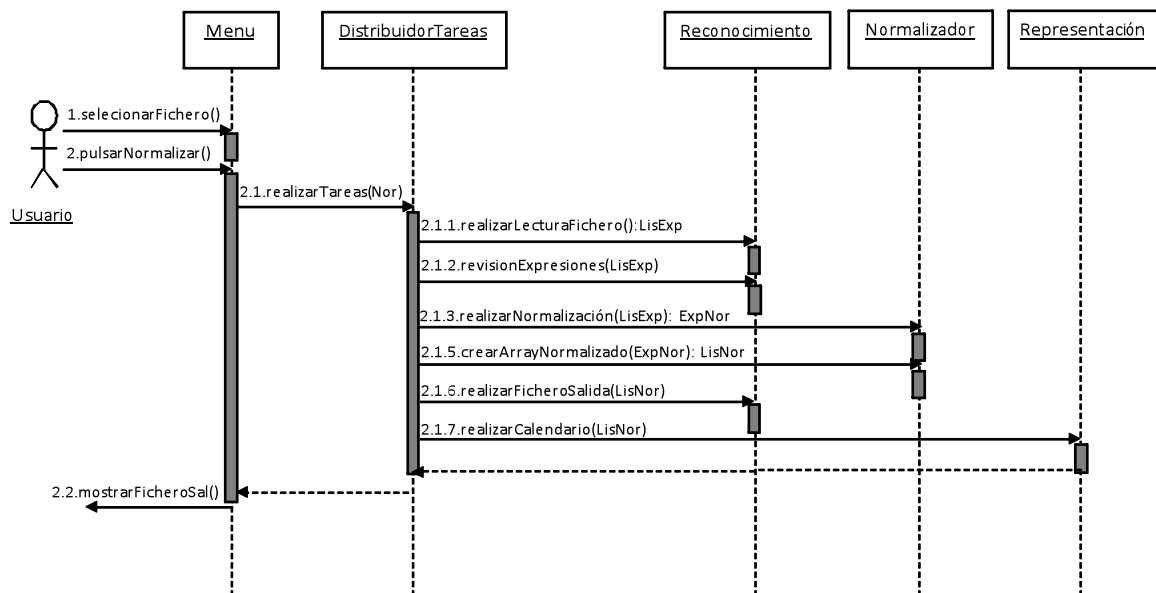 Menu
DistribuidorTareas
Reconocimiento
Normalizador
Representación
1.selecionarFichero()
2.pulsarNormalizar()
Usuario
2.1.realizarTareas(Nor)
2.1.1.realizarLecturaFichero():LisExp
2.1.2.revisionExpresiones(LisExp)
2.1.3.realizarNormalización(LisExp): ExpNor
2.1.5.crearArrayNormalizado(ExpNor): LisNor
2.1.6.realizarFicheroSalida(LisNor)
2.1.7.realizarCalendario(LisNor)
2.2.mostrarFicheroSal()